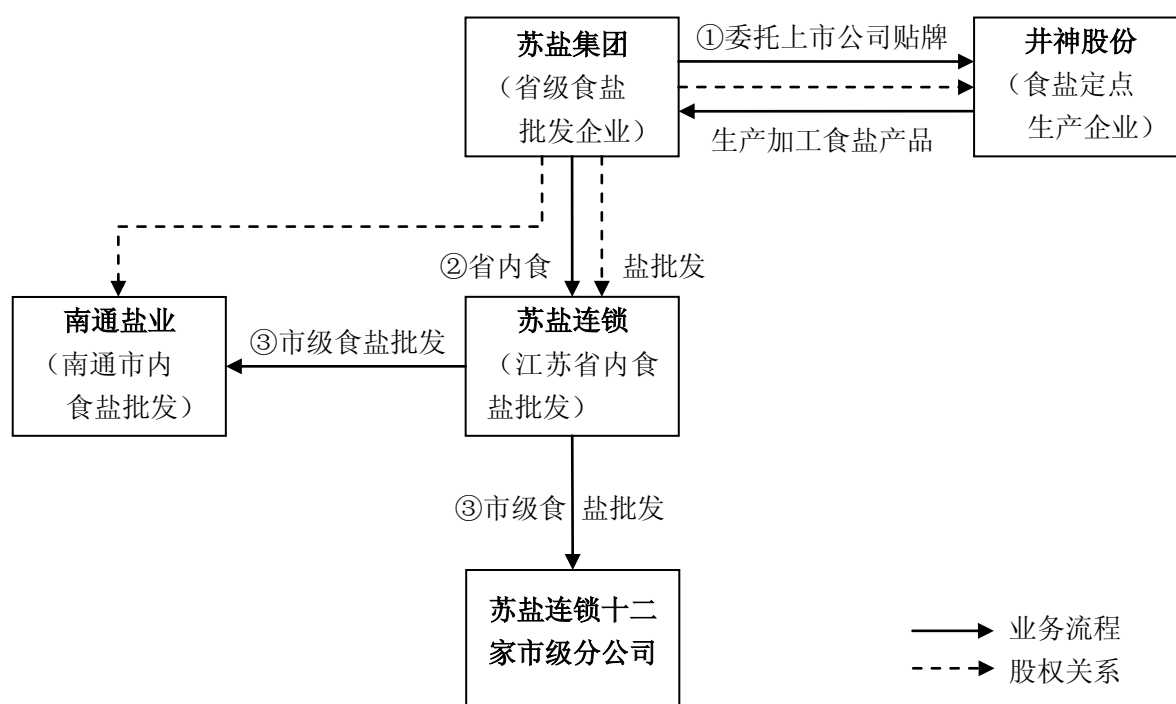 苏盐集团
（省级食盐
批发企业）
①委托上市公司贴牌
生产加工食盐产品
井神股份
（食盐定点
生产企业）
②省内食 盐批发
南通盐业
（南通市内
食盐批发）
③市级食盐批发
苏盐连锁
（江苏省内食
盐批发）
③市级食 盐批发
苏盐连锁十二
家市级分公司
业务流程
股权关系